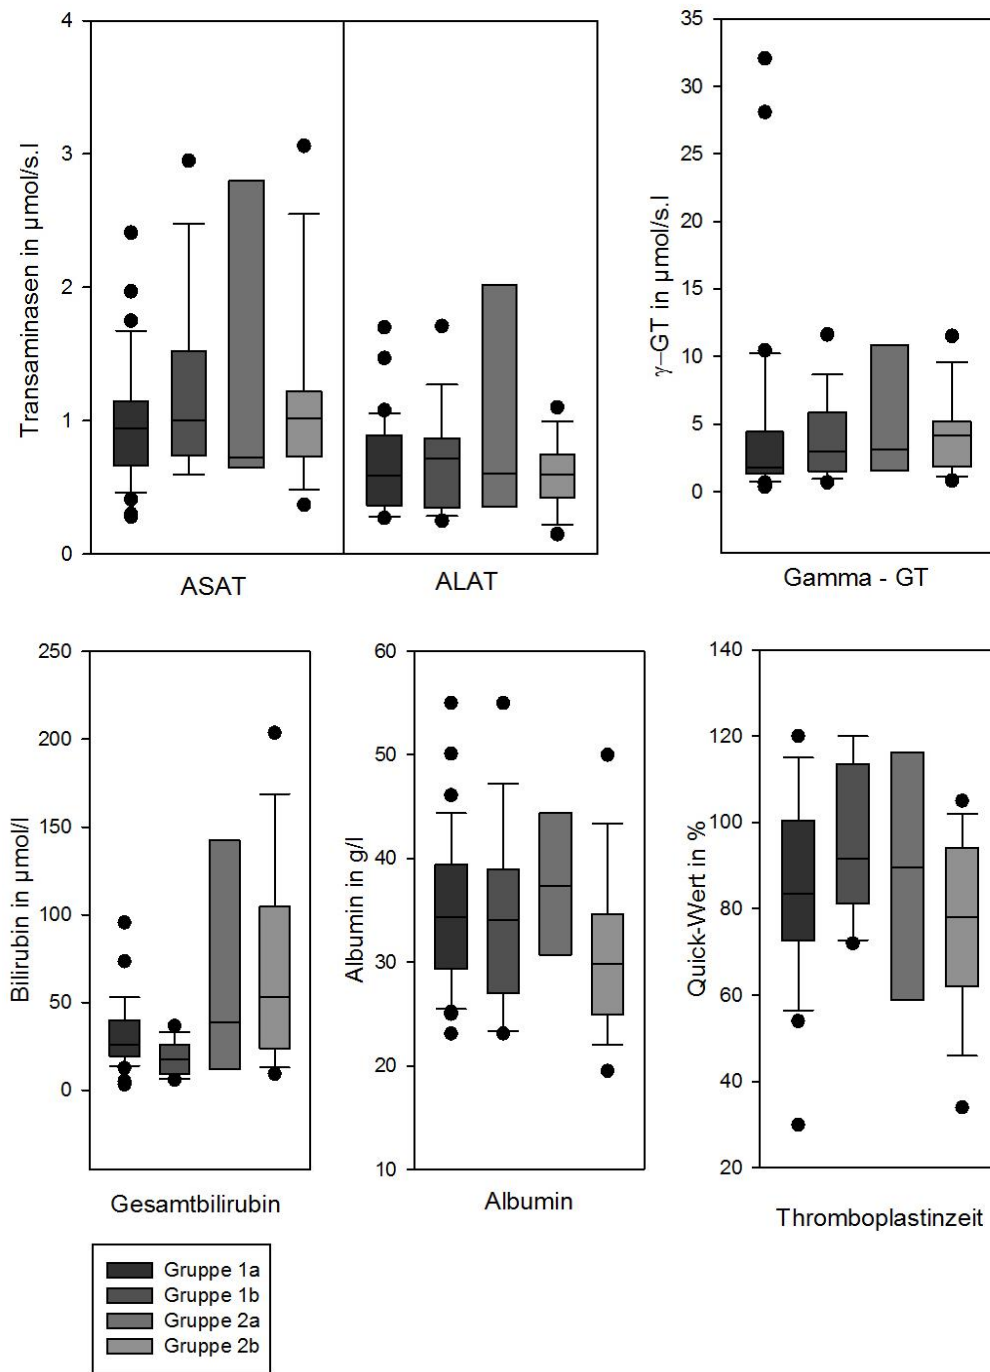 Transaminasen in µmol/s.l
4
3
2
1
0
ASAT
ALAT
γ–GT in µmol/s.l
35
30
25
20
15
10
5
0
Gamma - GT
Bilirubin in µmol/l
250
200
150
100
50
0
Gesamtbilirubin
Albumin in g/l
60
50
40
30
20
10
Albumin
Quick-Wert in %
140
120
100
80
60
40
20
Thromboplastinzeit
Gruppe 1a
Gruppe 1b
Gruppe 2a
Gruppe 2b